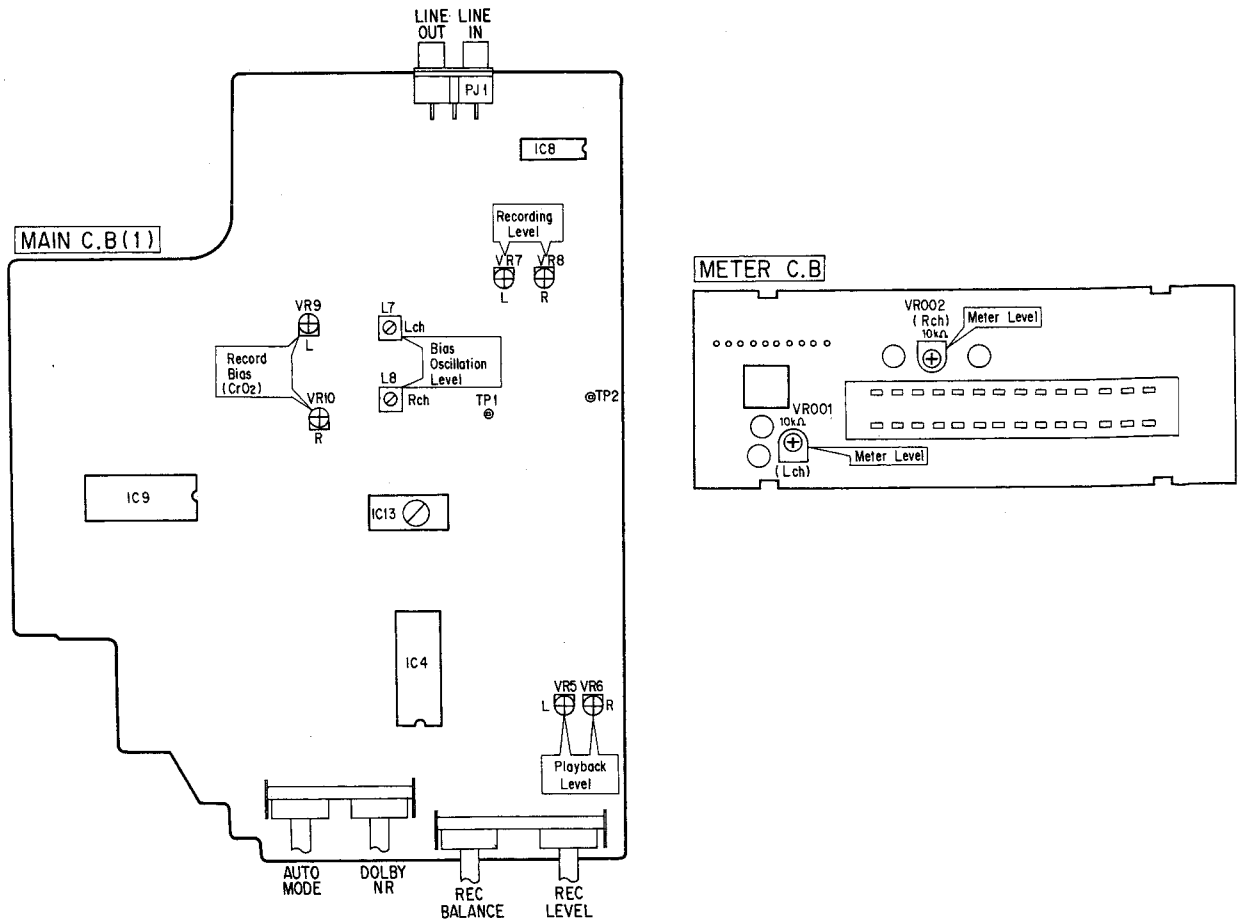 LINE OUT
LINE IN
PJ1
IC8
MAIN C.B(1)
Recording
Level
VR7
VR8
L
R
VR9
L
L7
Lch
Record
Bias
(CrO2)
Bias
Oscillation
Level
L8
Rch
TP1
TP2
VR10
R
IC9
IC13
IC4
VR5
VR6
L
R
Playback
Level
AUTO
MODE
DOLBY
NR
REC
BALANCE
REC
LEVEL
METER C.B
VR002
(Rch)
10kΩ
Meter Level
VR001
10kΩ
Meter Level
(Lch)